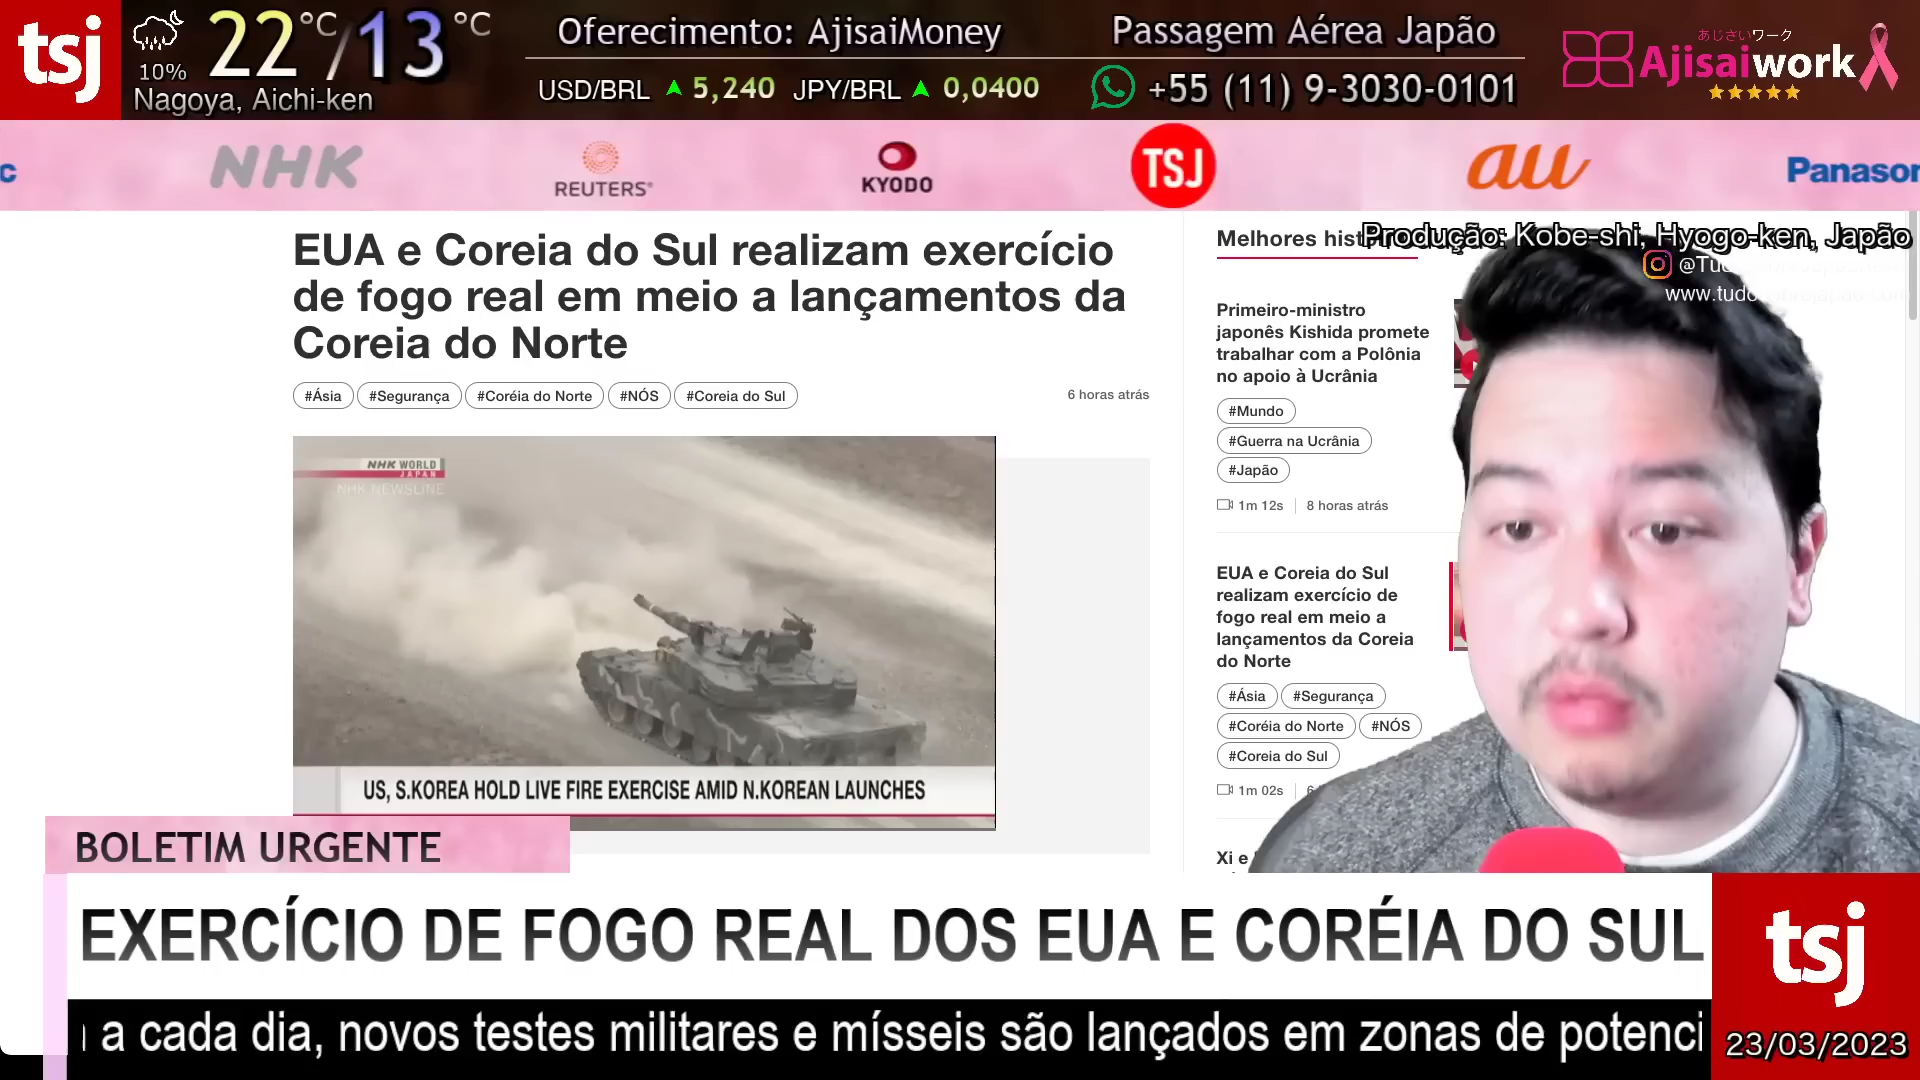 tsj
22°C/13°C
10%
Nagoya, Aichi-ken
Oferecimento: AjisaiMoney
USD/BRL ▲ 5,240 JPY/BRL ▲ 0,0400
Passagem Aérea Japão
+55 (11) 9-3030-0101
あじさいワーク
Ajisaiwork
NHK
REUTERS
KYODO
TSJ
au
EUA e Coreia do Sul realizam exercício
de fogo real em meio a lançamentos da
Coreia do Norte
#Ásia #Segurança #Coréia do Norte #NÓS #Coreia do Sul
6 horas atrás
NHK WORLD
JAPAN
NHK NEWSLINE
US, S.KOREA HOLD LIVE FIRE EXERCISE AMID N.KOREAN LAUNCHES
Melhores
Produção: Kobe-shi, Hyogo-ken, Japão
Primeiro-ministro
japonês Kishida promete
trabalhar com a Polônia
no apoio à Ucrânia
#Mundo
#Guerra na Ucrânia
#Japão
1m 12s 8 horas atrás
EUA e Coreia do Sul
realizam exercício de
fogo real em meio a
lançamentos da Coreia
do Norte
#Ásia #Segurança
#Coréia do Norte #NÓS
#Coreia do Sul
1m 02s
Xi e
BOLETIM URGENTE
EXERCÍCIO DE FOGO REAL DOS EUA E CORÉIA DO SUL
a cada dia, novos testes militares e mísseis são lançados em zonas de potenci
tsj
23/03/2023